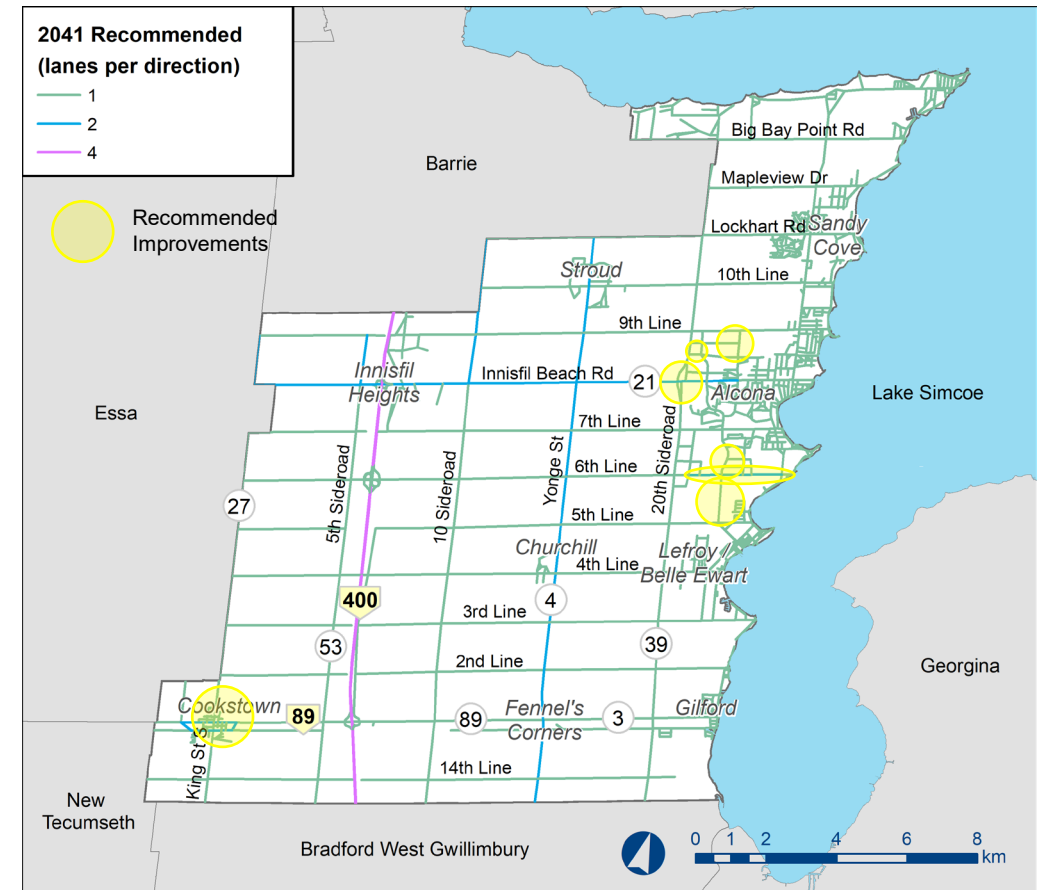 2041 Recommended
(lanes per direction)
1
2
4
Recommended
Improvements
Barrie
Big Bay Point Rd
Mapleview Dr
Lockhart Rd
Sandy
Cove
Stroud
10th Line
9th Line
Innisfil
Heights
Innisfil Beach Rd
21
Alcona
Lake Simcoe
Essa
7th Line
6th Line
5th Sideroad
10 Sideroad
Yonge St
20th Sideroad
27
5th Line
Churchill
4th Line
Lefroy /
Belle Ewart
400
4
3rd Line
53
39
2nd Line
Georgina
Cookstown
89
89
Fennel's
Corners
3
Gilford
King St S
14th Line
New
Tecumseth
Bradford West Gwillimbury
0 1 2 4 6 8
km